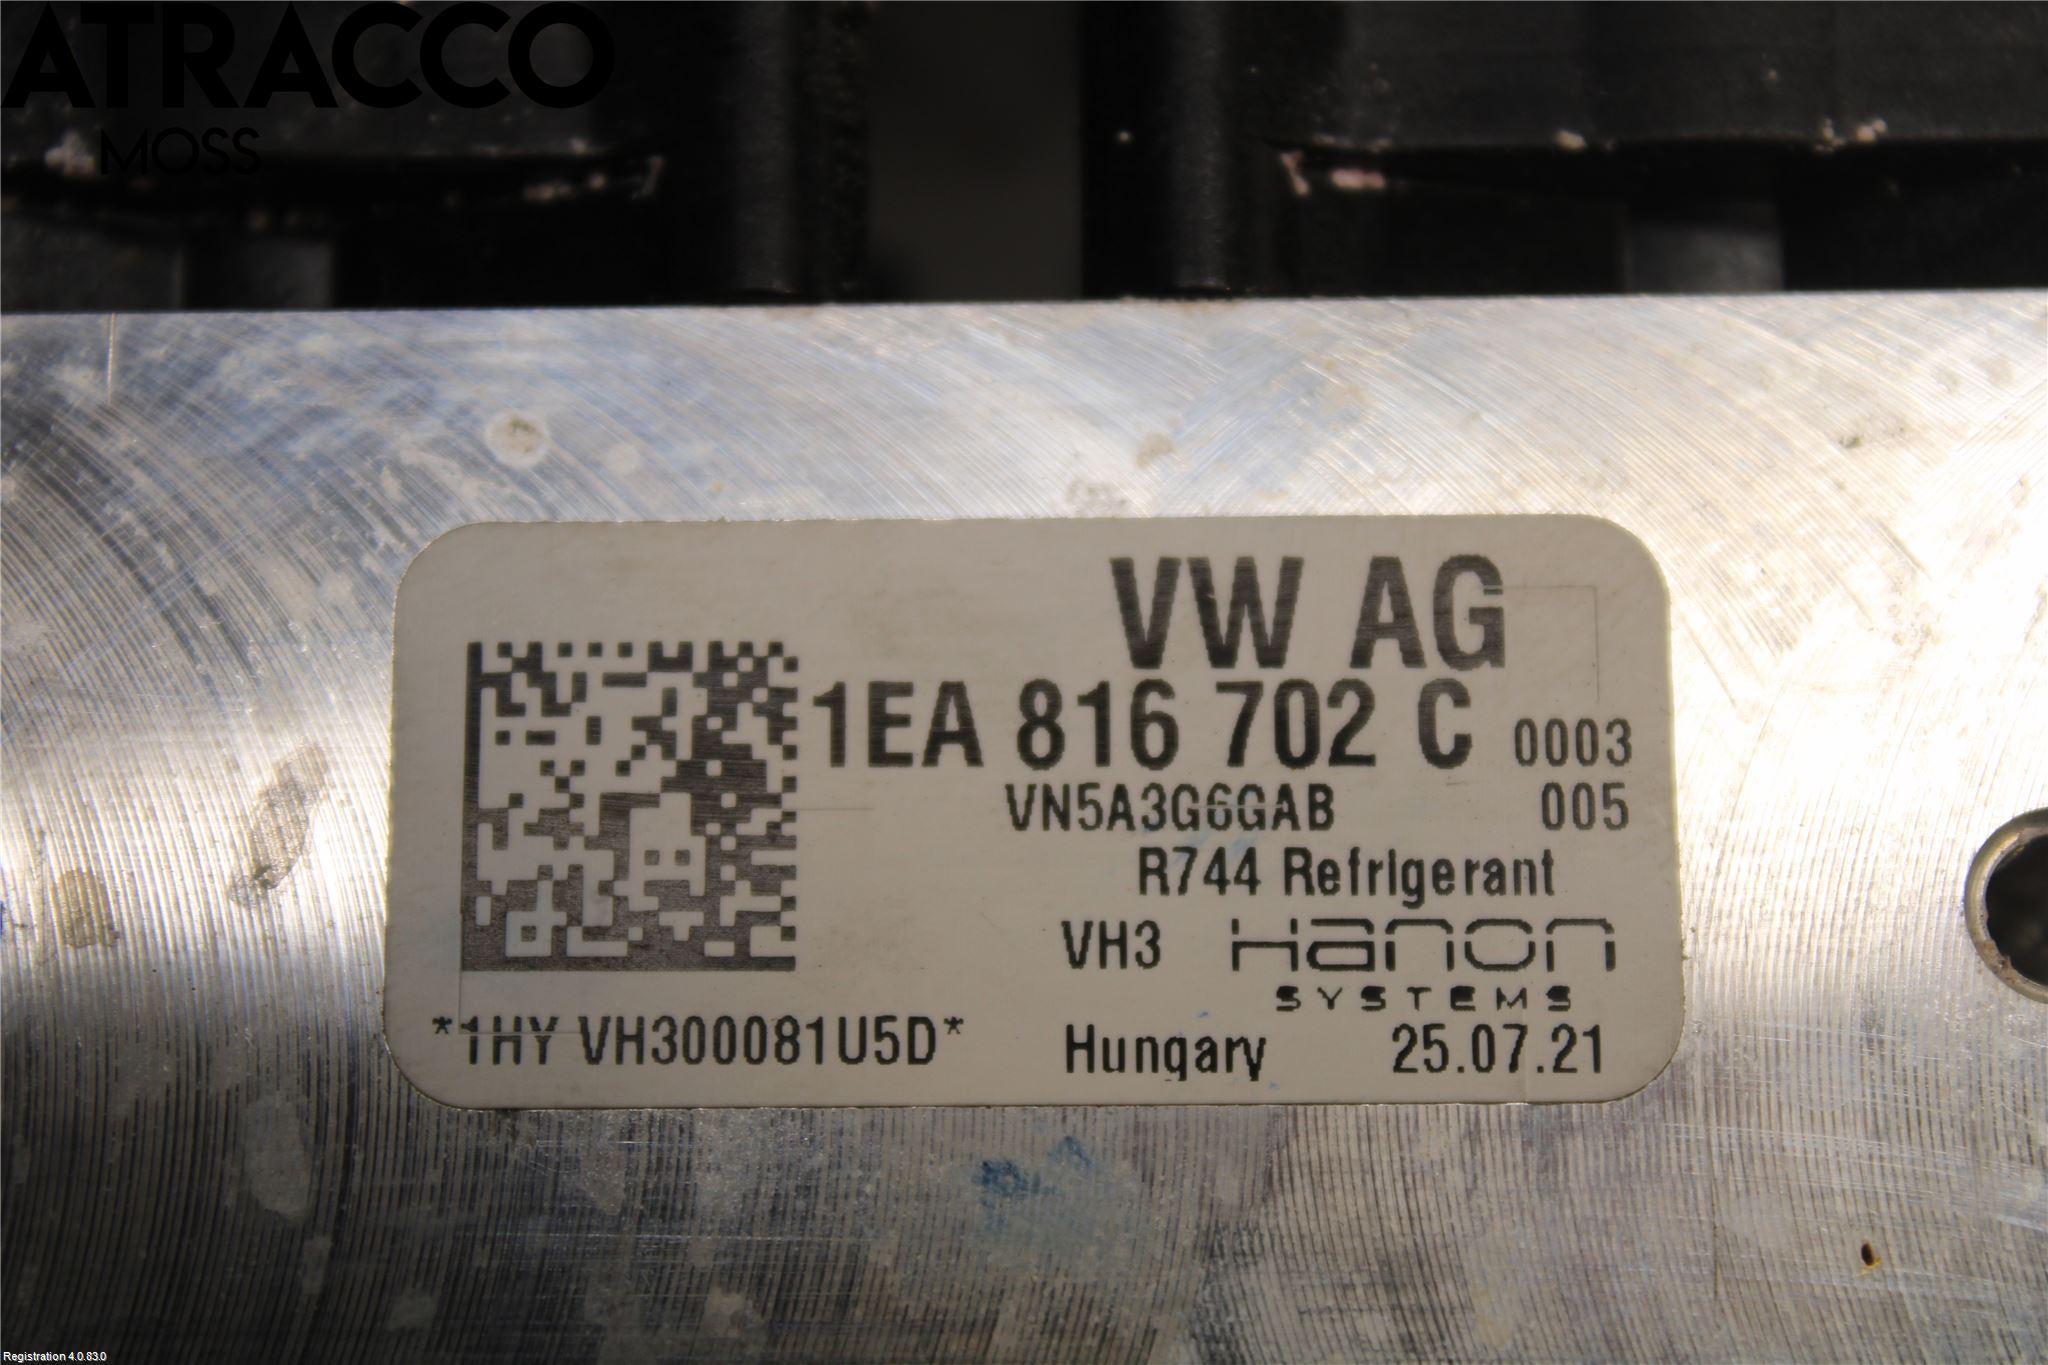 ATRACCO
MOSS
VW AG
1EA 816 702 C 0003
VN5A3G6GAB 005
R744 Refrigerant
VH3 Hanon
SYSTEMS
*1HY VH300081U5D* Hungary 25.07.21
Registration 4.0.83.0